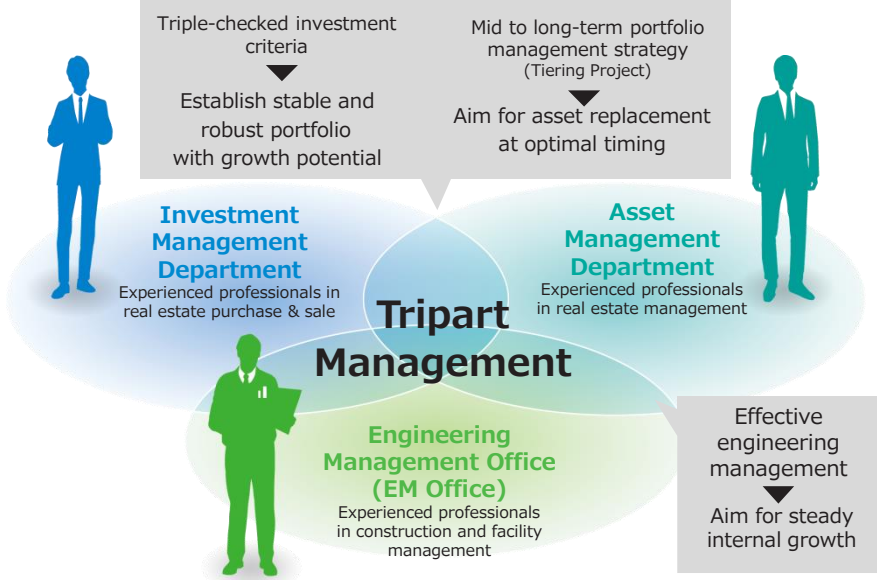 Triple-checked investment
criteria
Establish stable and
robust portfolio
with growth potential
Mid to long-term portfolio
management strategy
(Tiering Project)
Aim for asset replacement
at optimal timing
Investment
Management
Department
Experienced professionals in
real estate purchase & sale
Asset
Management
Department
Experienced professionals
in real estate management
Tripart
Management
Engineering
Management Office
(EM Office)
Experienced professionals
in construction and facility
management
Effective
engineering
management
Aim for steady
internal growth